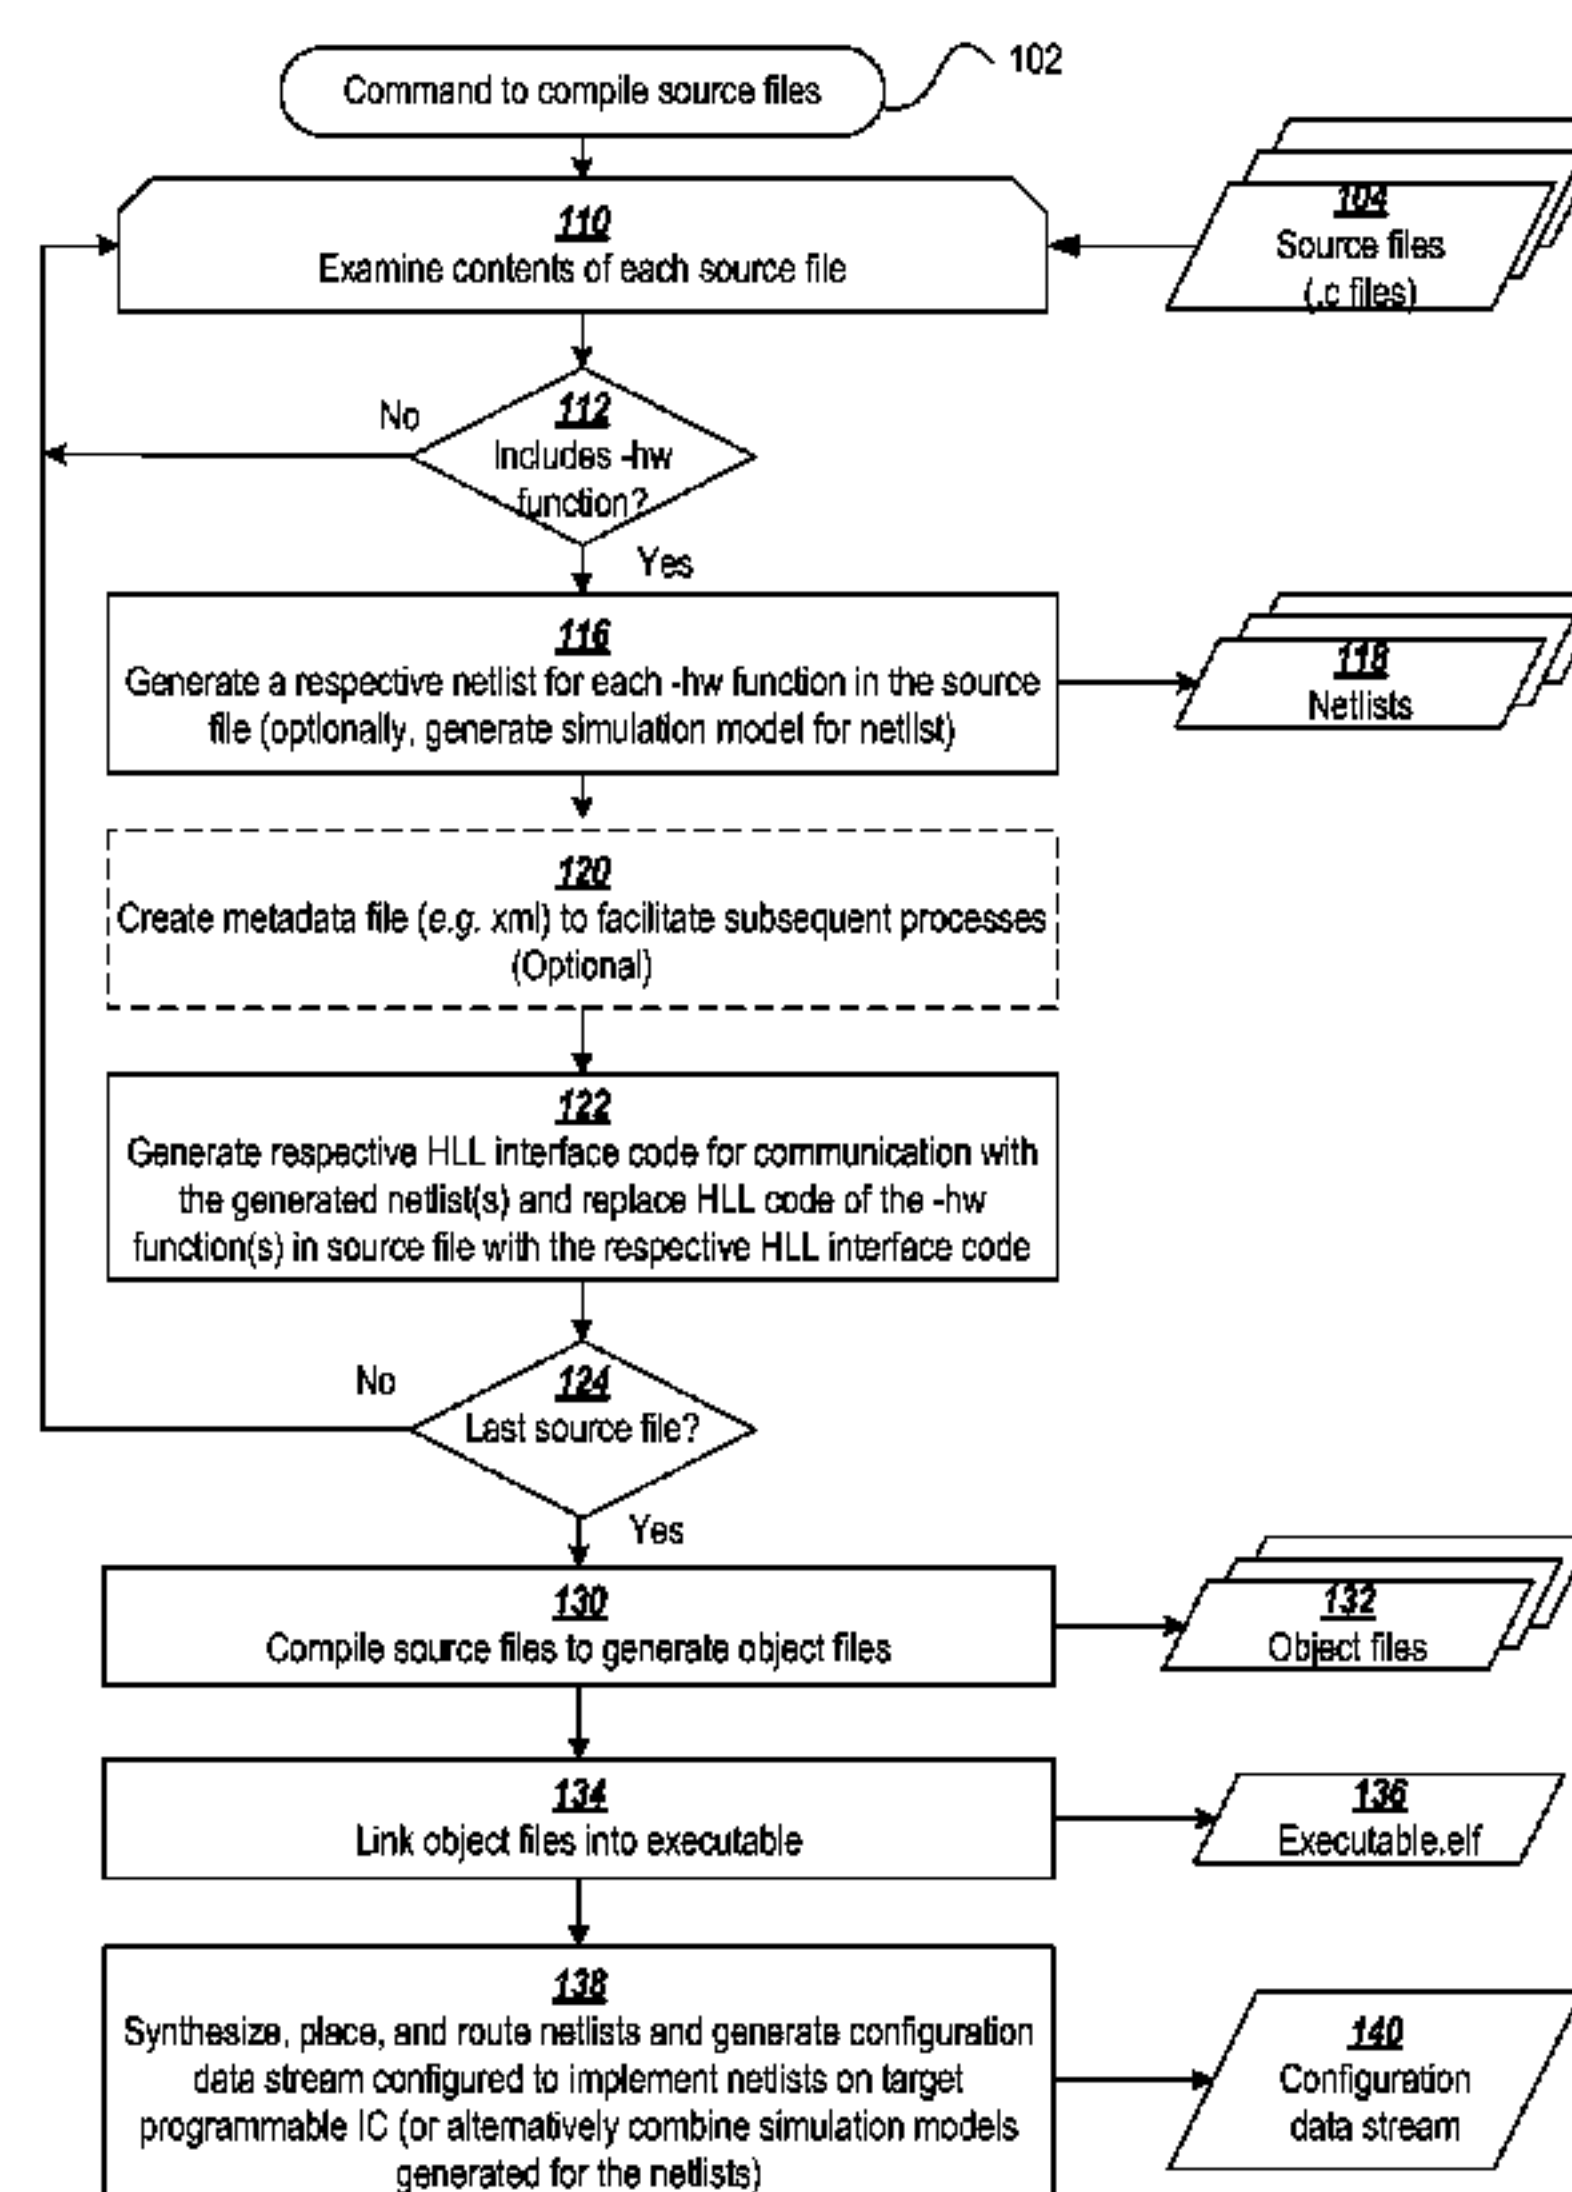 Command to compile source files
102
110
Examine contents of each source file
104
Source files
(.c files)
No
112
Includes -hw
function?
Yes
116
Generate a respective netlist for each -hw function in the source
file (optionally, generate simulation model for netlist)
118
Netlists
120
Create metadata file (e.g. xml) to facilitate subsequent processes
(Optional)
122
Generate respective HLL interface code for communication with
the generated netlist(s) and replace HLL code of the -hw
function(s) in source file with the respective HLL interface code
No
124
Last source file?
Yes
130
Compile source files to generate object files
132
Object files
134
Link object files into executable
136
Executable.elf
138
Synthesize, place, and route netlists and generate configuration
data stream configured to implement netlists on target
programmable IC (or alternatively combine simulation models
generated for the netlists)
140
Configuration
data stream